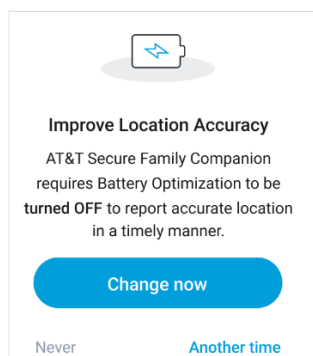 Improve Location Accuracy
AT&T Secure Family Companion
requires Battery Optimization to be
turned OFF to report accurate location
in a timely manner.
Change now
Never
Another time